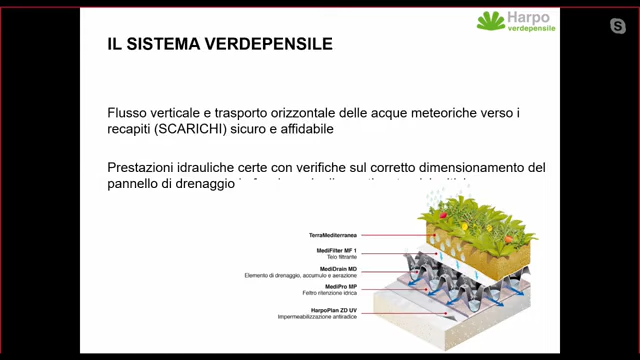 Harpo
verdepensile
IL SISTEMA VERDEPENSILE
Flusso verticale e trasporto orizzontale delle acque meteoriche verso i
recapiti (SCARICHI) sicuro e affidabile
Prestazioni idrauliche certe con verifiche sul corretto dimensionamento del
pannello di drenaggio
TerraMediterranea
MediFilter MF 1
Telo filtrante
MediDrain MD
Elemento di drenaggio, accumulo e aerazione
MediPro MP
Feltro ritenzione idrica
HarpoPlan ZD UV
Impermeabilizzazione antiradice